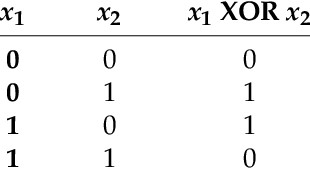 x₁ x₂ x₁ XOR x₂
0 0 0
0 1 1
1 0 1
1 1 0